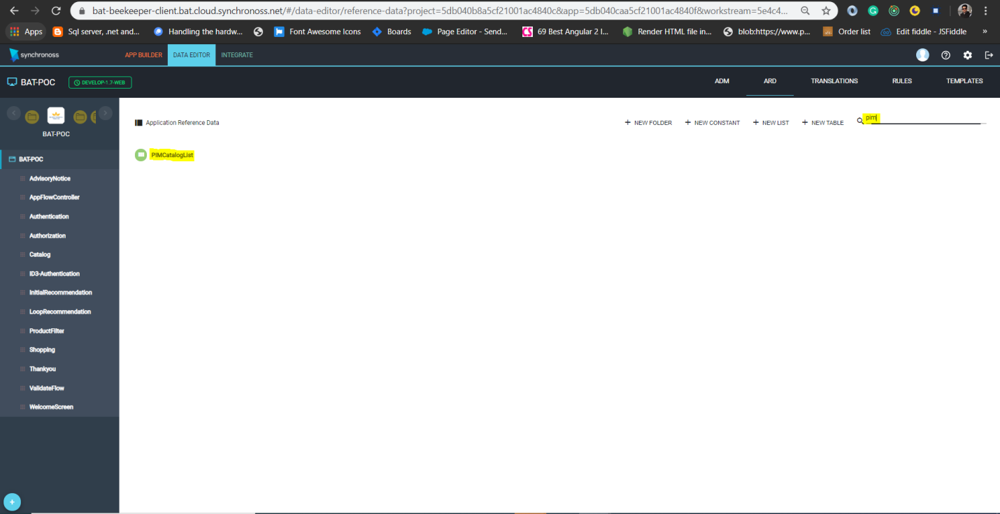 bat-beekeeper-client.bat.cloud.synchronoss.net/#/data-editor/reference-data?project=5db040b8a5cf21001ac4840c&app=5db040caa5cf21001ac4840f&workstream=5e4c4...
Apps Sql server, .net and... Handling the hardw... Font Awesome Icons Boards Page Editor - Send... 69 Best Angular 2 I... Render HTML file in... blob:https://www.p... Order list Edit fiddle - JSFiddle »
synchronoss APP BUILDER DATA EDITOR INTEGRATE
BAT-POC DEVELOP-1.7-WEB ADM ARD TRANSLATIONS RULES TEMPLATES
BAT-POC
Application Reference Data + NEW FOLDER + NEW CONSTANT + NEW LIST + NEW TABLE pim
PIMCatalogList
BAT-POC
AdvisoryNotice
AppFlowController
Authentication
Authorization
Catalog
ID3-Authentication
InitialRecommendation
LoopRecommendation
ProductFilter
Shopping
Thankyou
ValidateFlow
WelcomeScreen
+